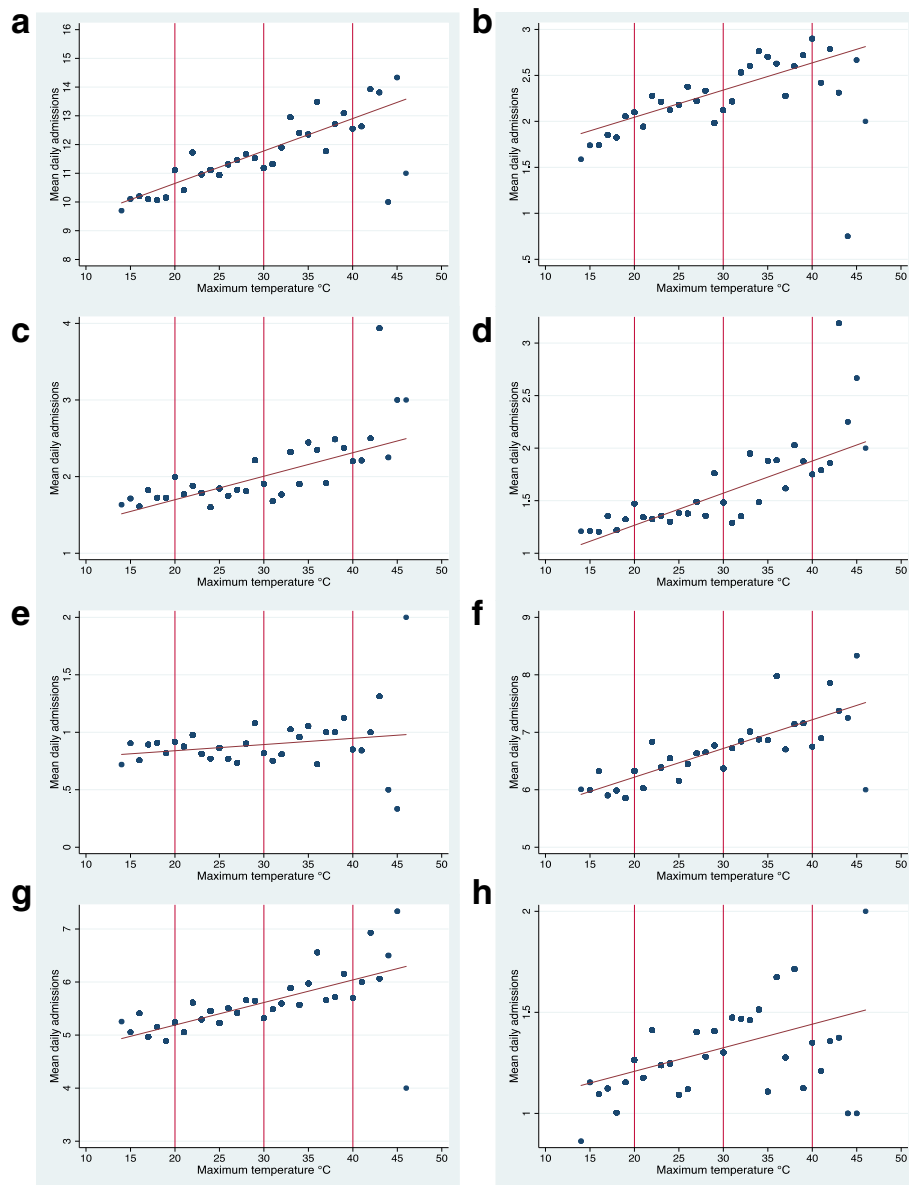 a
Mean daily admissions
16
15
14
13
12
11
10
9
8
10 15 20 25 30 35 40 45 50
Maximum temperature °C
b
Mean daily admissions
3
2.5
2
1.5
1
.5
10 15 20 25 30 35 40 45 50
Maximum temperature °C
c
Mean daily admissions
4
3
2
1
10 15 20 25 30 35 40 45 50
Maximum temperature °C
d
Mean daily admissions
3
2.5
2
1.5
1
10 15 20 25 30 35 40 45 50
Maximum temperature °C
e
Mean daily admissions
2
1.5
1
.5
0
10 15 20 25 30 35 40 45 50
Maximum temperature °C
f
Mean daily admissions
9
8
7
6
5
10 15 20 25 30 35 40 45 50
Maximum temperature °C
g
Mean daily admissions
7
6
5
4
3
10 15 20 25 30 35 40 45 50
Maximum temperature °C
h
Mean daily admissions
2
1.5
1
10 15 20 25 30 35 40 45 50
Maximum temperature °C